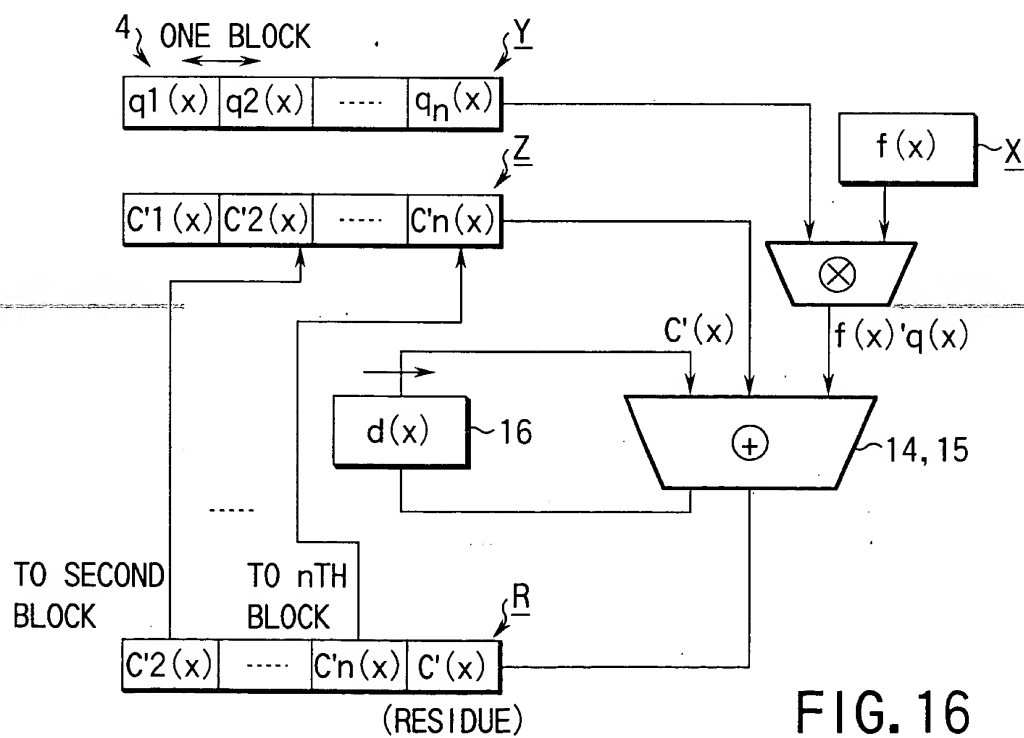 4 ONE BLOCK Y
q1(x) q2(x) ----- qn(x)
f(x) X
Z
C'1(x) C'2(x) ----- C'n(x)
⊗
C'(x) f(x)'q(x)
d(x) 16
⊕
14, 15
-----
TO SECOND BLOCK
TO nTH BLOCK
R
C'2(x) ----- C'n(x) C'(x)
(RESIDUE)
FIG. 16